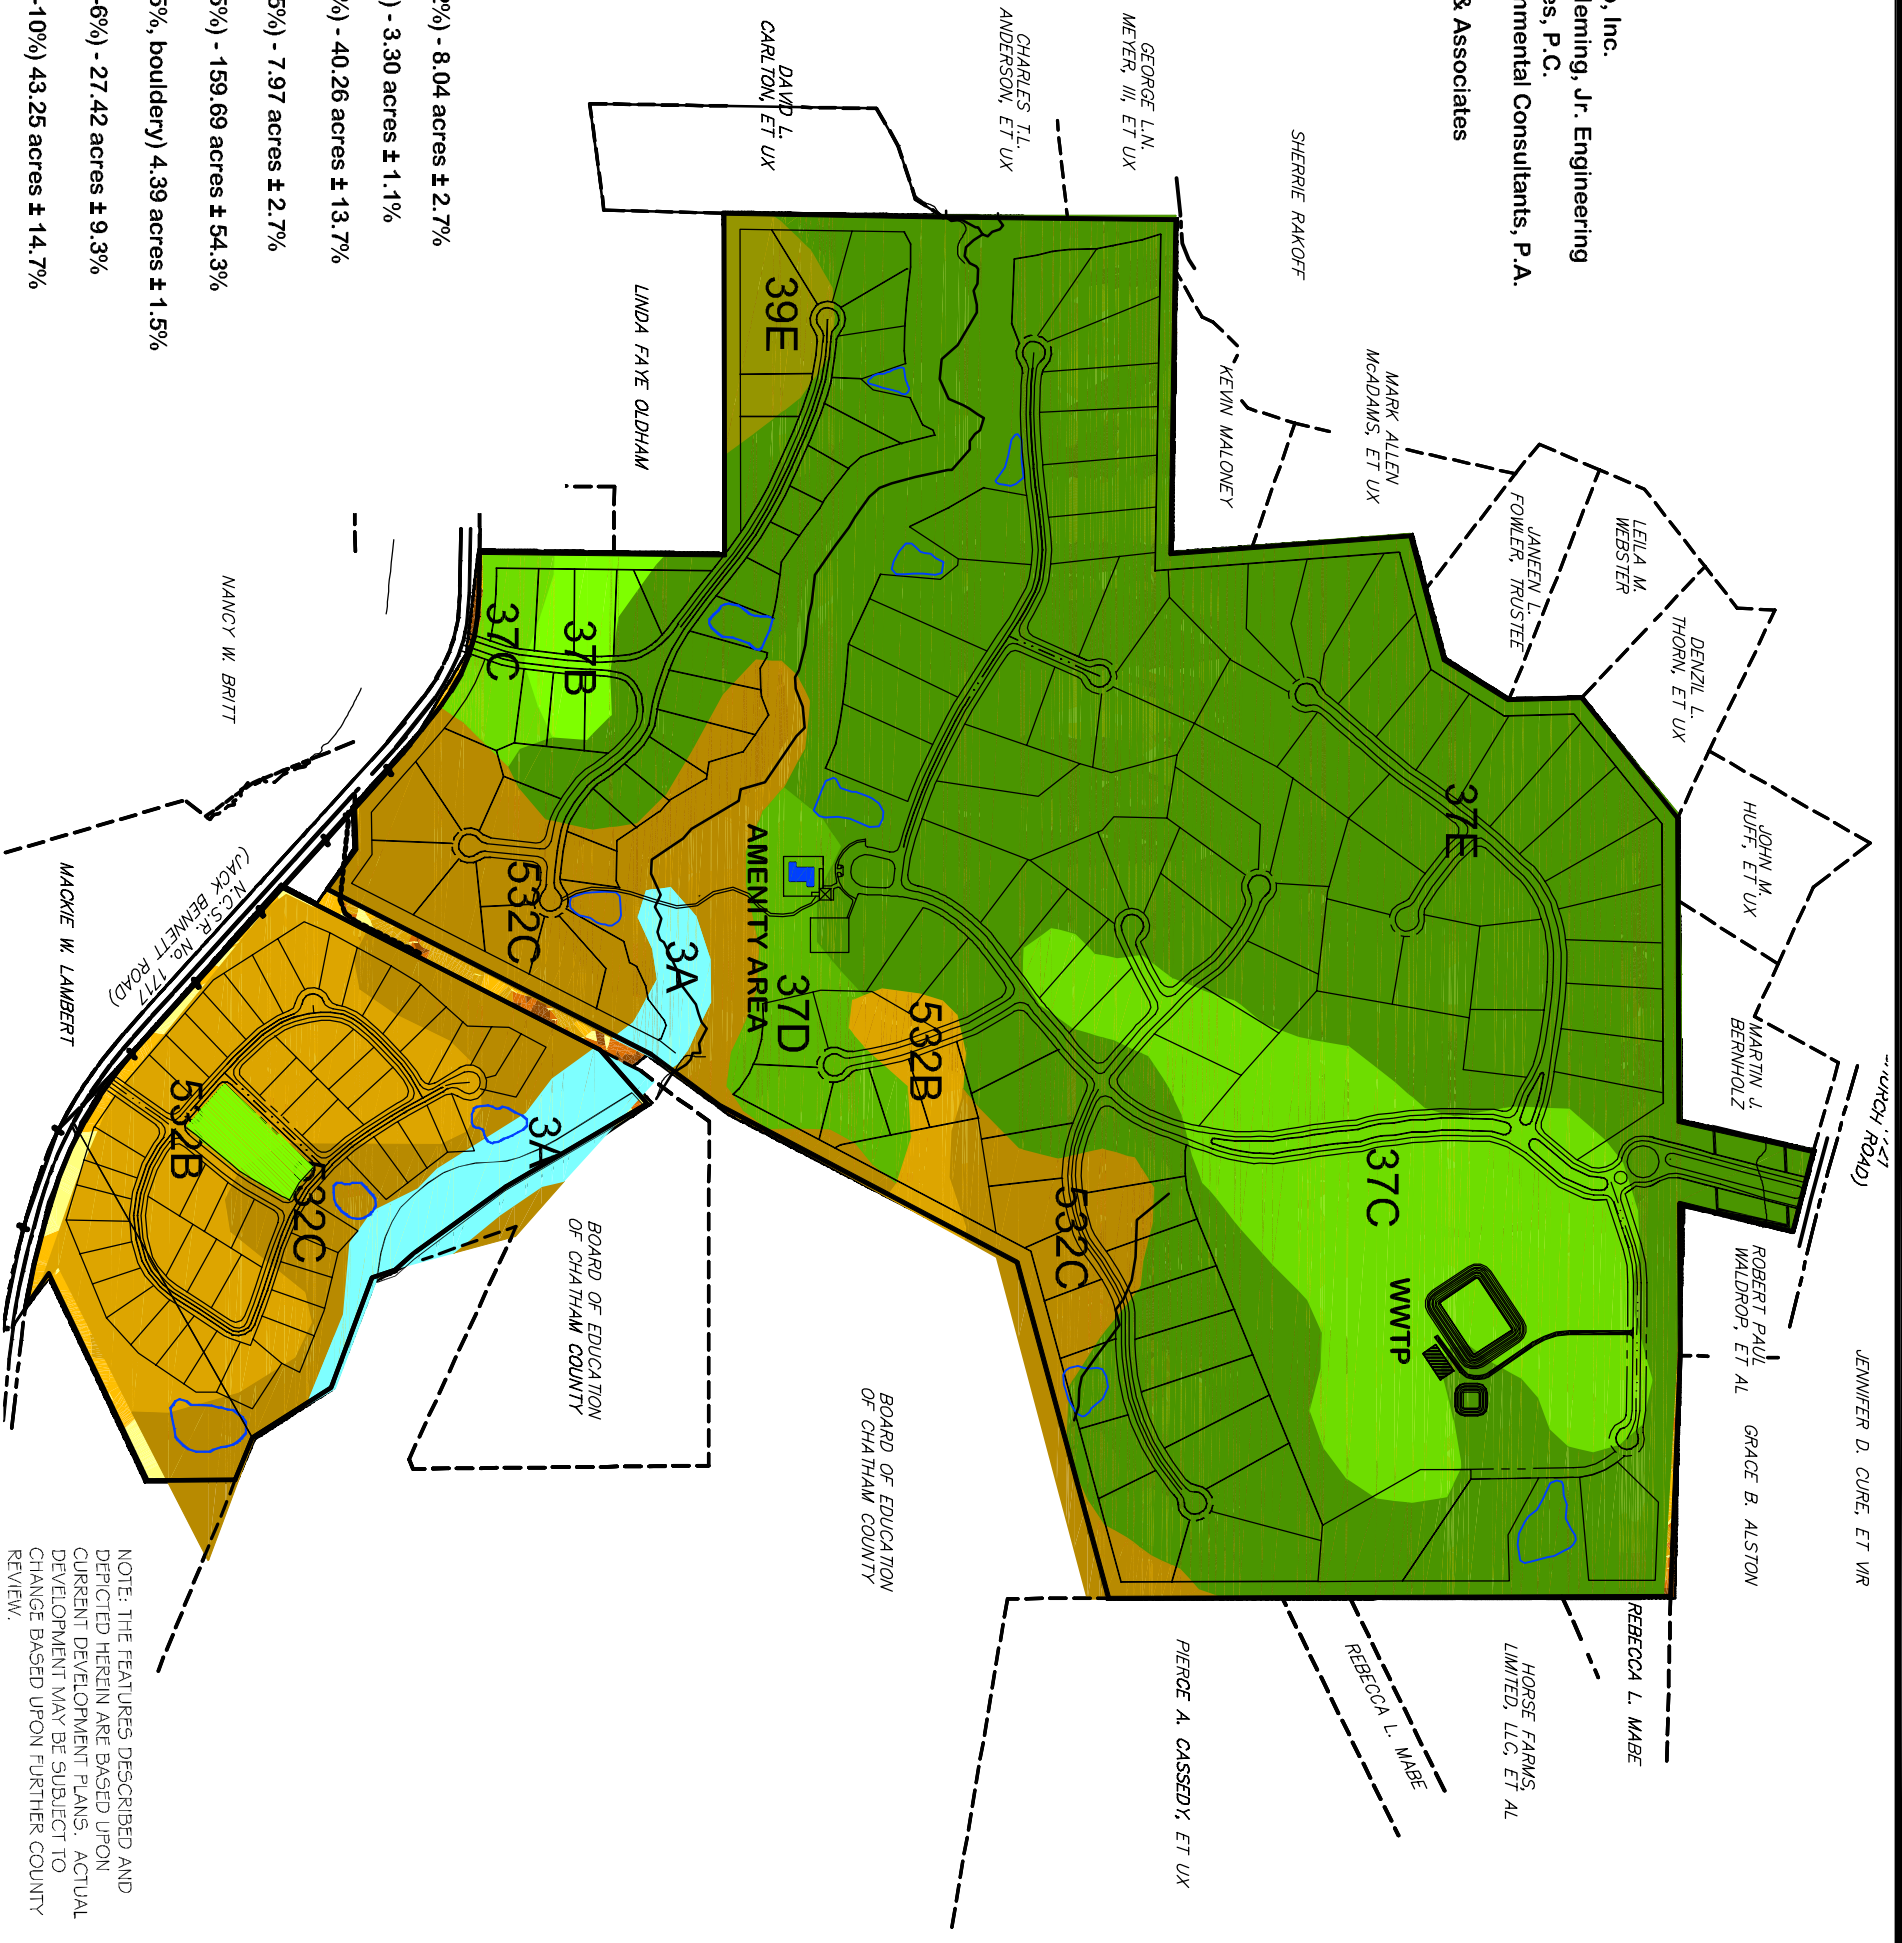 , Inc.
leming, Jr. Engineering
es, P.C.
nmental Consultants, P.A.
& Associates
%) - 8.04 acres ± 2.7%
) - 3.30 acres ± 1.1%
%) - 40.26 acres ± 13.7%
5%) - 7.97 acres ± 2.7%
5%) - 159.69 acres ± 54.3%
5%, bouldery) 4.39 acres ± 1.5%
-6%) - 27.42 acres ± 9.3%
-10%) 43.25 acres ± 14.7%
SHERRIE RAKOFF
GEORGE L.N.
MEYER, III, ET UX
CHARLES T.L.
ANDERSON, ET UX
DAVID L.
CARLTON, ET UX
LINDA FAYE OLDHAM
NANCY W. BRITT
MACKIE W. LAMBERT
N.C.S.R. No. 1717
(JACK BENNETT ROAD)
KEVIN MALONEY
MARK ALLEN
McADAMS, ET UX
JANEEN L.
FOWLER, TRUSTEE
LEILA M.
WEBSTER
DENZIL L.
THORN, ET UX
JOHN M.
HUFF, ET UX
MARTIN J.
BERNHOLZ
CHURCH ROAD)
ROBERT PAUL
WALDROP, ET AL
JENNIFER D. CURE, ET VIR
GRACE B. ALSTON
REBECCA L. MABE
HORSE FARMS,
LIMITED, LLC, ET AL
REBECCA L. MABE
PIERCE A. CASSEDY, ET UX
BOARD OF EDUCATION
OF CHATHAM COUNTY
BOARD OF EDUCATION
OF CHATHAM COUNTY
39E
37C
37B
37E
532C
3A
AMENITY AREA
37D
532B
37C
WWTP
532C
3A
532B
532C
NOTE: THE FEATURES DESCRIBED AND
DEPICTED HEREIN ARE BASED UPON
CURRENT DEVELOPMENT PLANS. ACTUAL
DEVELOPMENT MAY BE SUBJECT TO
CHANGE BASED UPON FURTHER COUNTY
REVIEW.